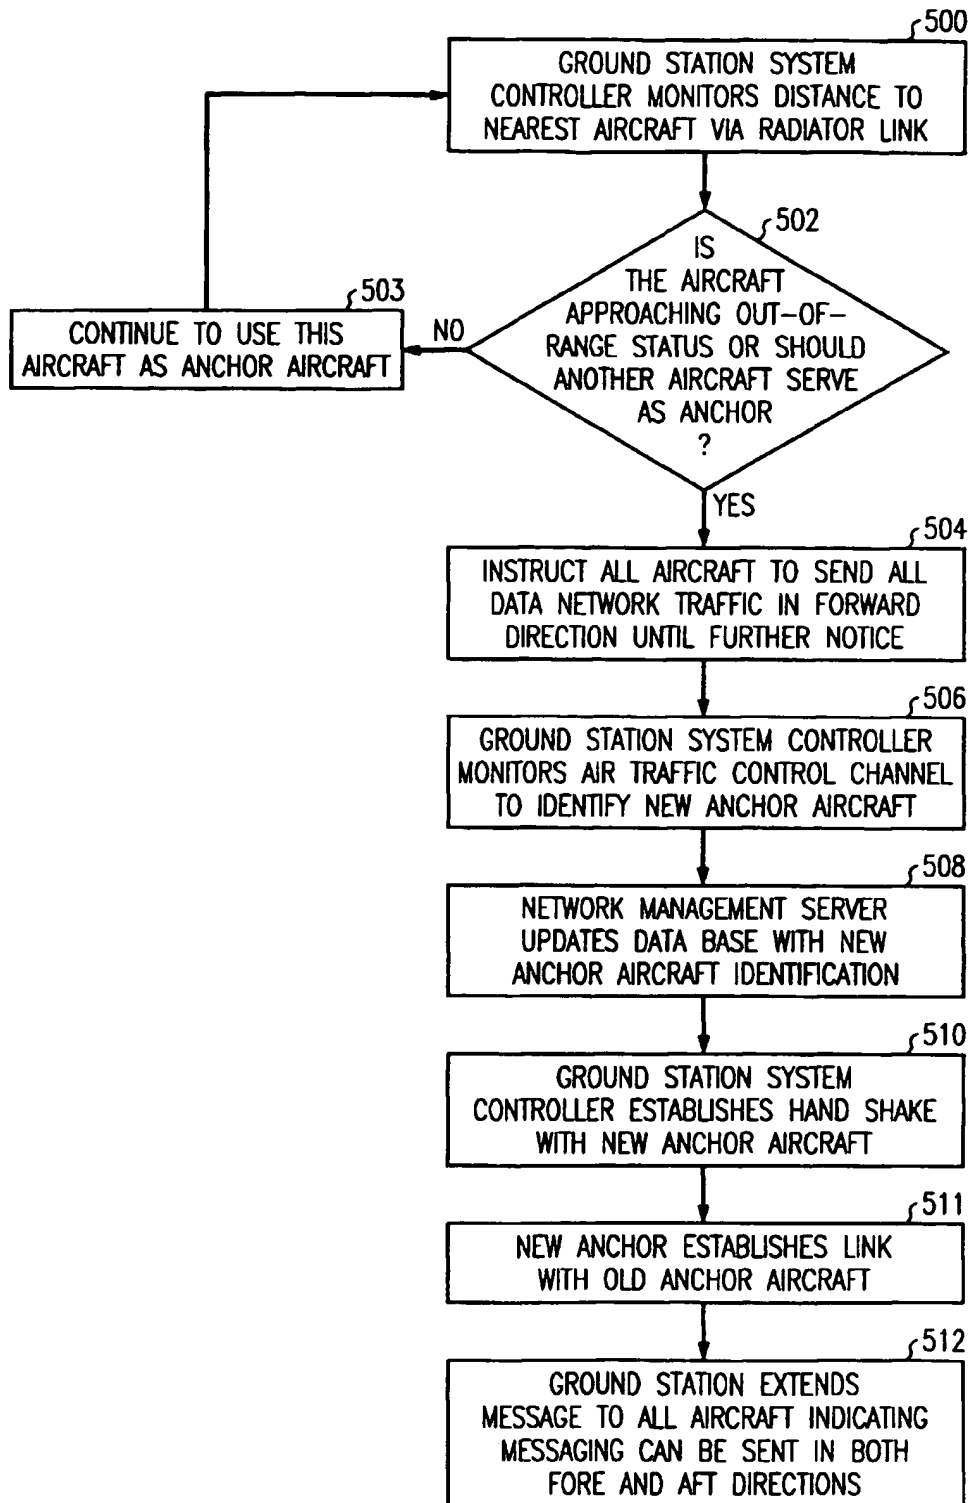 500
GROUND STATION SYSTEM
CONTROLLER MONITORS DISTANCE TO
NEAREST AIRCRAFT VIA RADIATOR LINK
502
IS
THE AIRCRAFT
APPROACHING OUT-OF-
RANGE STATUS OR SHOULD
ANOTHER AIRCRAFT SERVE
AS ANCHOR
?
NO
503
CONTINUE TO USE THIS
AIRCRAFT AS ANCHOR AIRCRAFT
YES
504
INSTRUCT ALL AIRCRAFT TO SEND ALL
DATA NETWORK TRAFFIC IN FORWARD
DIRECTION UNTIL FURTHER NOTICE
506
GROUND STATION SYSTEM CONTROLLER
MONITORS AIR TRAFFIC CONTROL CHANNEL
TO IDENTIFY NEW ANCHOR AIRCRAFT
508
NETWORK MANAGEMENT SERVER
UPDATES DATA BASE WITH NEW
ANCHOR AIRCRAFT IDENTIFICATION
510
GROUND STATION SYSTEM
CONTROLLER ESTABLISHES HAND SHAKE
WITH NEW ANCHOR AIRCRAFT
511
NEW ANCHOR ESTABLISHES LINK
WITH OLD ANCHOR AIRCRAFT
512
GROUND STATION EXTENDS
MESSAGE TO ALL AIRCRAFT INDICATING
MESSAGING CAN BE SENT IN BOTH
FORE AND AFT DIRECTIONS